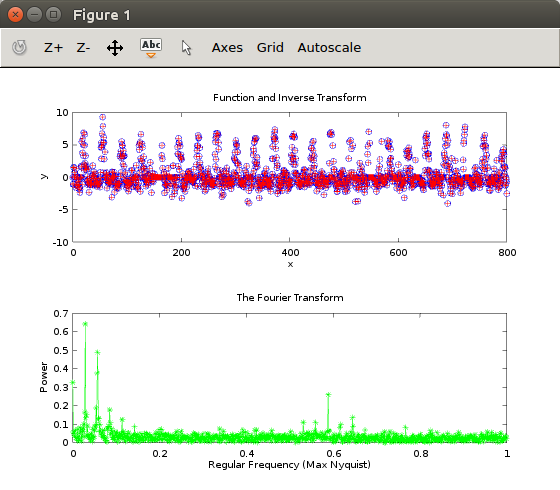 Figure 1
Z+ Z- Abc Axes Grid Autoscale
Function and Inverse Transform
10
5
0
-5
-10
y
0 200 400 600 800
x
The Fourier Transform
0.7
0.6
0.5
0.4
0.3
0.2
0.1
0
Power
0 0.2 0.4 0.6 0.8 1
Regular Frequency (Max Nyquist)